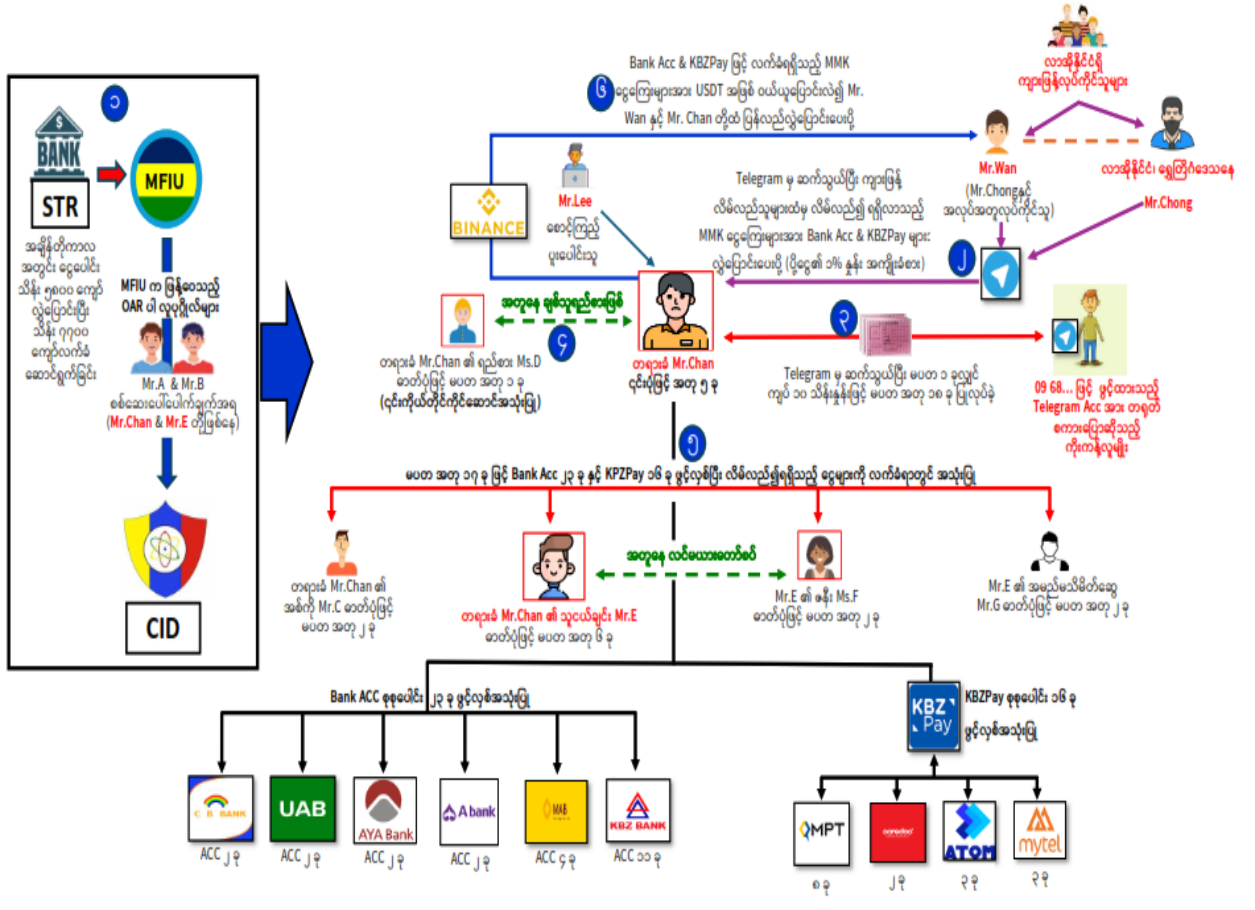 ၁
$
BANK
STR
MFIU
အချိန်တိုကာလ
အတွင်း ငွေပေါင်း
သိန်း ၅၈၀၀ ကျော်
လွှဲပြောင်းပြီး
သိန်း ၇၇၀၀
ကျော်လက်ခံ
ဆောင်ရွက်ခြင်း
MFIU က ဖြန့်ဝေသည့်
OAR ပါ လူပုဂ္ဂိုလ်များ
Mr.A & Mr.B
စစ်ဆေးပေါ်ပေါက်ချက်အရ
(Mr.Chan & Mr.E တို့ဖြစ်နေ)
CID
၆
Bank Acc & KBZPay ဖြင့် လက်ခံရရှိသည့် MMK
ငွေကြေးများအား USDT အဖြစ် ဝယ်ယူပြောင်းလဲ၍ Mr.
Wan နှင့် Mr. Chan တို့ထံ ပြန်လည်လွှဲပြောင်းပေးပို့
BINANCE
Mr.Lee
စောင့်ကြည့်
ပူးပေါင်းသူ
လာအိုနိုင်ငံရှိ
ကျားဖြန့်လုပ်ကိုင်သူများ
Mr.Wan
(Mr.Chongနှင့်
အလုပ်အတူလုပ်ကိုင်သူ)
လာအိုနိုင်ငံ၊ ရွှေတြိဂံဒေသနေ
Mr.Chong
Telegram မှ ဆက်သွယ်ပြီး ကျားဖြန့်
လိမ်လည်သူများထံမှ လိမ်လည်၍ ရရှိလာသည့်
MMK ငွေကြေးများအား Bank Acc & KBZPay များ
လွှဲပြောင်းပေးပို့ (ပို့ငွေ၏ ၁% နှုန်း အကျိုးခံစား)
၂
အတူနေ ချစ်သူရည်းစားဖြစ်
၄
တရားခံ Mr.Chan ၏ ရည်းစား Ms.D
ဓာတ်ပုံဖြင့် မပတ အတု ၁ ခု
(၎င်းကိုယ်တိုင်ကိုင်ဆောင်အသုံးပြု)
တရားခံ Mr.Chan
၎င်းပုံဖြင့် အတု ၅ ခု
၃
Telegram မှ ဆက်သွယ်ပြီး မပတ ၁ ခုလျှင်
ကျပ် ၁၀ သိန်းနှုန်းဖြင့် မပတ အတု ၁၈ ခု ပြုလုပ်ခဲ့
09 68... ဖြင့် ဖွင့်ထားသည့်
Telegram Acc အား တရုတ်
စကားပြောဆိုသည့်
ကိုးကန့်လူမျိုး
၅
မပတ အတု ၁၇ ခု ဖြင့် Bank Acc ၂၃ ခု နှင့် KPZPay ၁၆ ခု ဖွင့်လှစ်ပြီး လိမ်လည်၍ရရှိသည့် ငွေများကို လက်ခံရာတွင် အသုံးပြု
တရားခံ Mr.Chan ၏
အစ်ကို Mr.C ဓာတ်ပုံဖြင့်
မပတ အတု ၂ ခု
တရားခံ Mr.Chan ၏ သူငယ်ချင်း Mr.E
ဓာတ်ပုံဖြင့် မပတ အတု ၆ ခု
အတူနေ လင်မယားတော်စပ်
Mr.E ၏ ဇနီး Ms.F
ဓာတ်ပုံဖြင့် မပတ အတု ၂ ခု
Mr.E ၏ အမည်မသိမိတ်ဆွေ
Mr.G ဓာတ်ပုံဖြင့် မပတ အတု ၂ ခု
Bank ACC စုစုပေါင်း ၂၃ ခု ဖွင့်လှစ်အသုံးပြု
KBZ
Pay
KBZPay စုစုပေါင်း ၁၆ ခု
ဖွင့်လှစ်အသုံးပြု
CB BANK
UAB
AYA Bank
A bank
MAB
KBZ BANK
ACC ၂ ခု
ACC ၂ ခု
ACC ၂ ခု
ACC ၂ ခု
ACC ၄ ခု
ACC ၁၁ ခု
MPT
ooredoo
ATOM
mytel
၈ ခု
၂ ခု
၃ ခု
၃ ခု